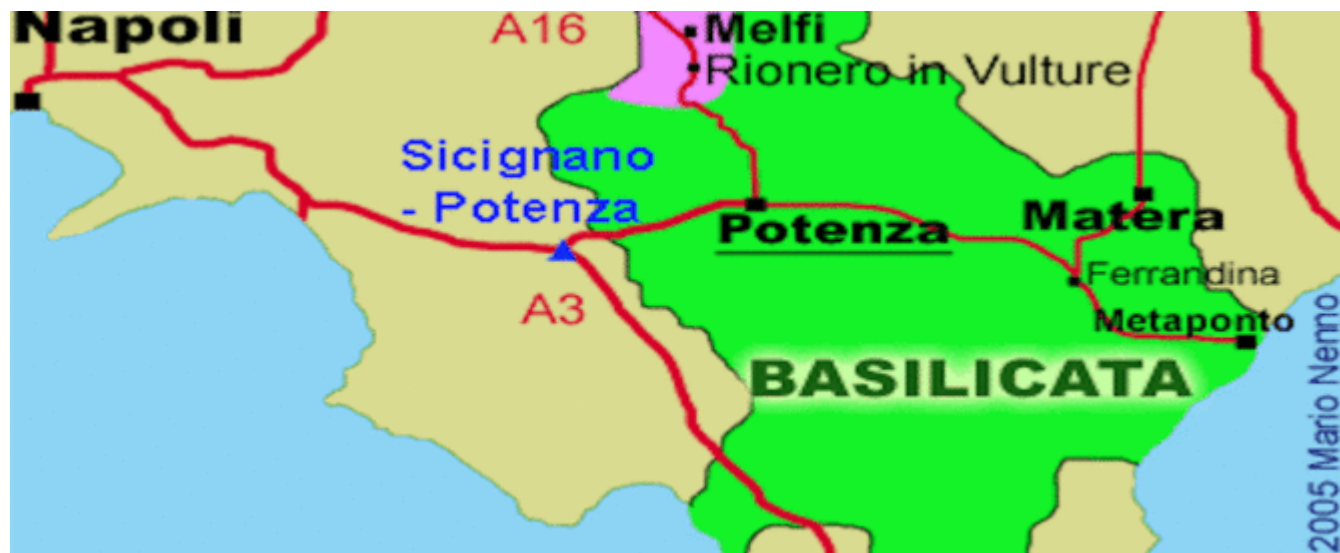 Napoli
A16
Melfi
Rionero in Vulture
Sicignano
- Potenza
Potenza
Matera
Ferrandina
A3
Metaponto
BASILICATA
2005 Mario Nenno